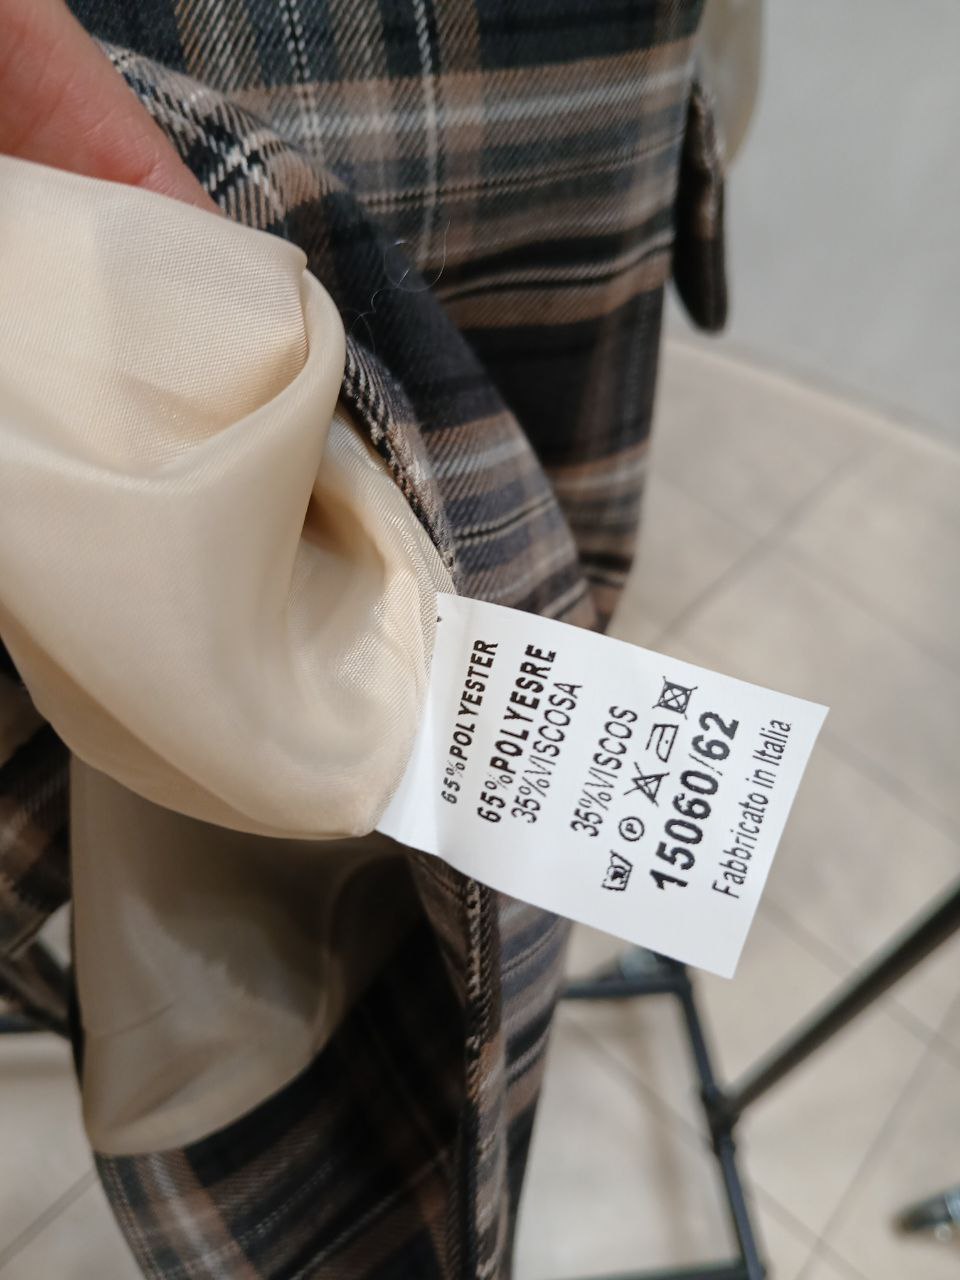 65%POLYESTER
65%POLYESRE
35%VISCOSA
35%VISCOS
P
15060/62
Fabbricato in Italia